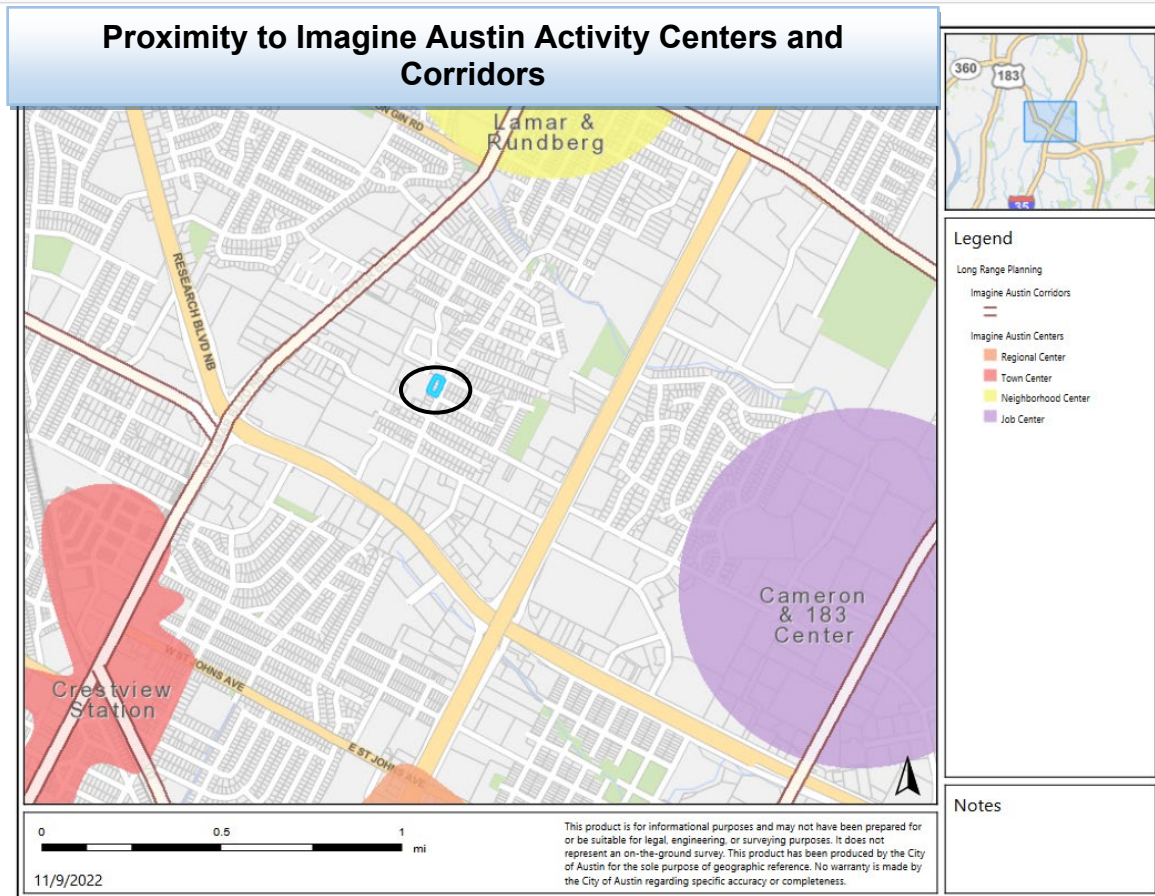 Proximity to Imagine Austin Activity Centers and
Corridors
360
183
35
ON GIN RD
Lamar &
Rundberg
RESEARCH BLVD NB
Cameron
& 183
Center
Crestview
Station
W ST JOHNS AVE
E ST JOHNS AVE
Legend
Long Range Planning
Imagine Austin Corridors
Imagine Austin Centers
Regional Center
Town Center
Neighborhood Center
Job Center
Notes
0 0.5 1
mi
11/9/2022
This product is for informational purposes and may not have been prepared for
or be suitable for legal, engineering, or surveying purposes. It does not
represent an on-the-ground survey. This product has been produced by the City
of Austin for the sole purpose of geographic reference. No warranty is made by
the City of Austin regarding specific accuracy or completeness.